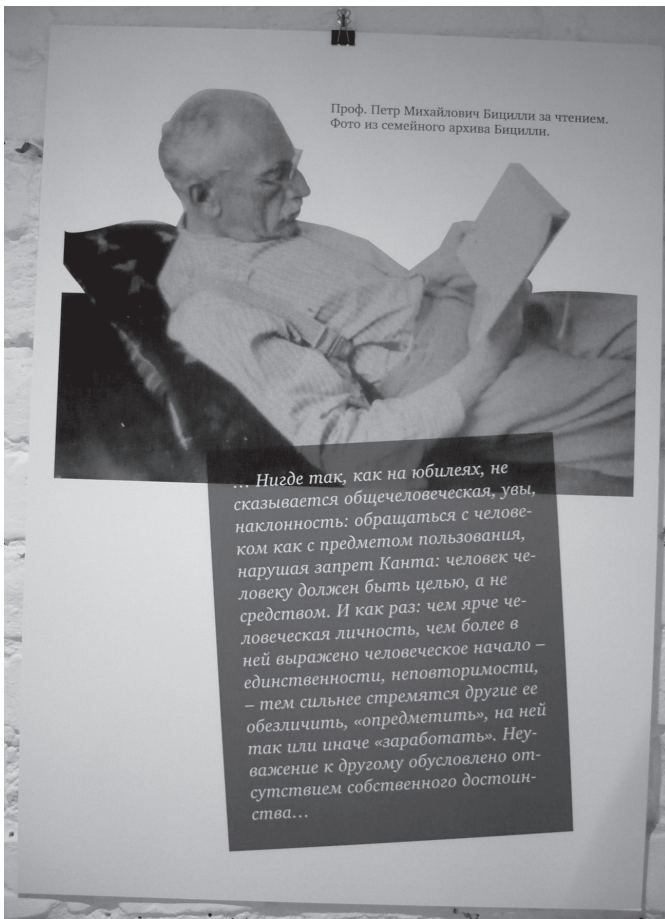 Проф. Петр Михайлович Бицилли за чтением.
Фото из семейного архива Бицилли.
… Нигде так, как на юбилеях, не
сказывается общечеловеческая, увы,
наклонность: обращаться с челове-
ком как с предметом пользования,
нарушая запрет Канта: человек че-
ловеку должен быть целью, а не
средством. И как раз: чем ярче че-
ловеческая личность, чем более в
ней выражено человеческое начало –
единственности, неповторимости,
– тем сильнее стремятся другие ее
обезличить, «опредметить», на ней
так или иначе «заработать». Неу-
важение к другому обусловлено от-
сутствием собственного достоин-
ства…